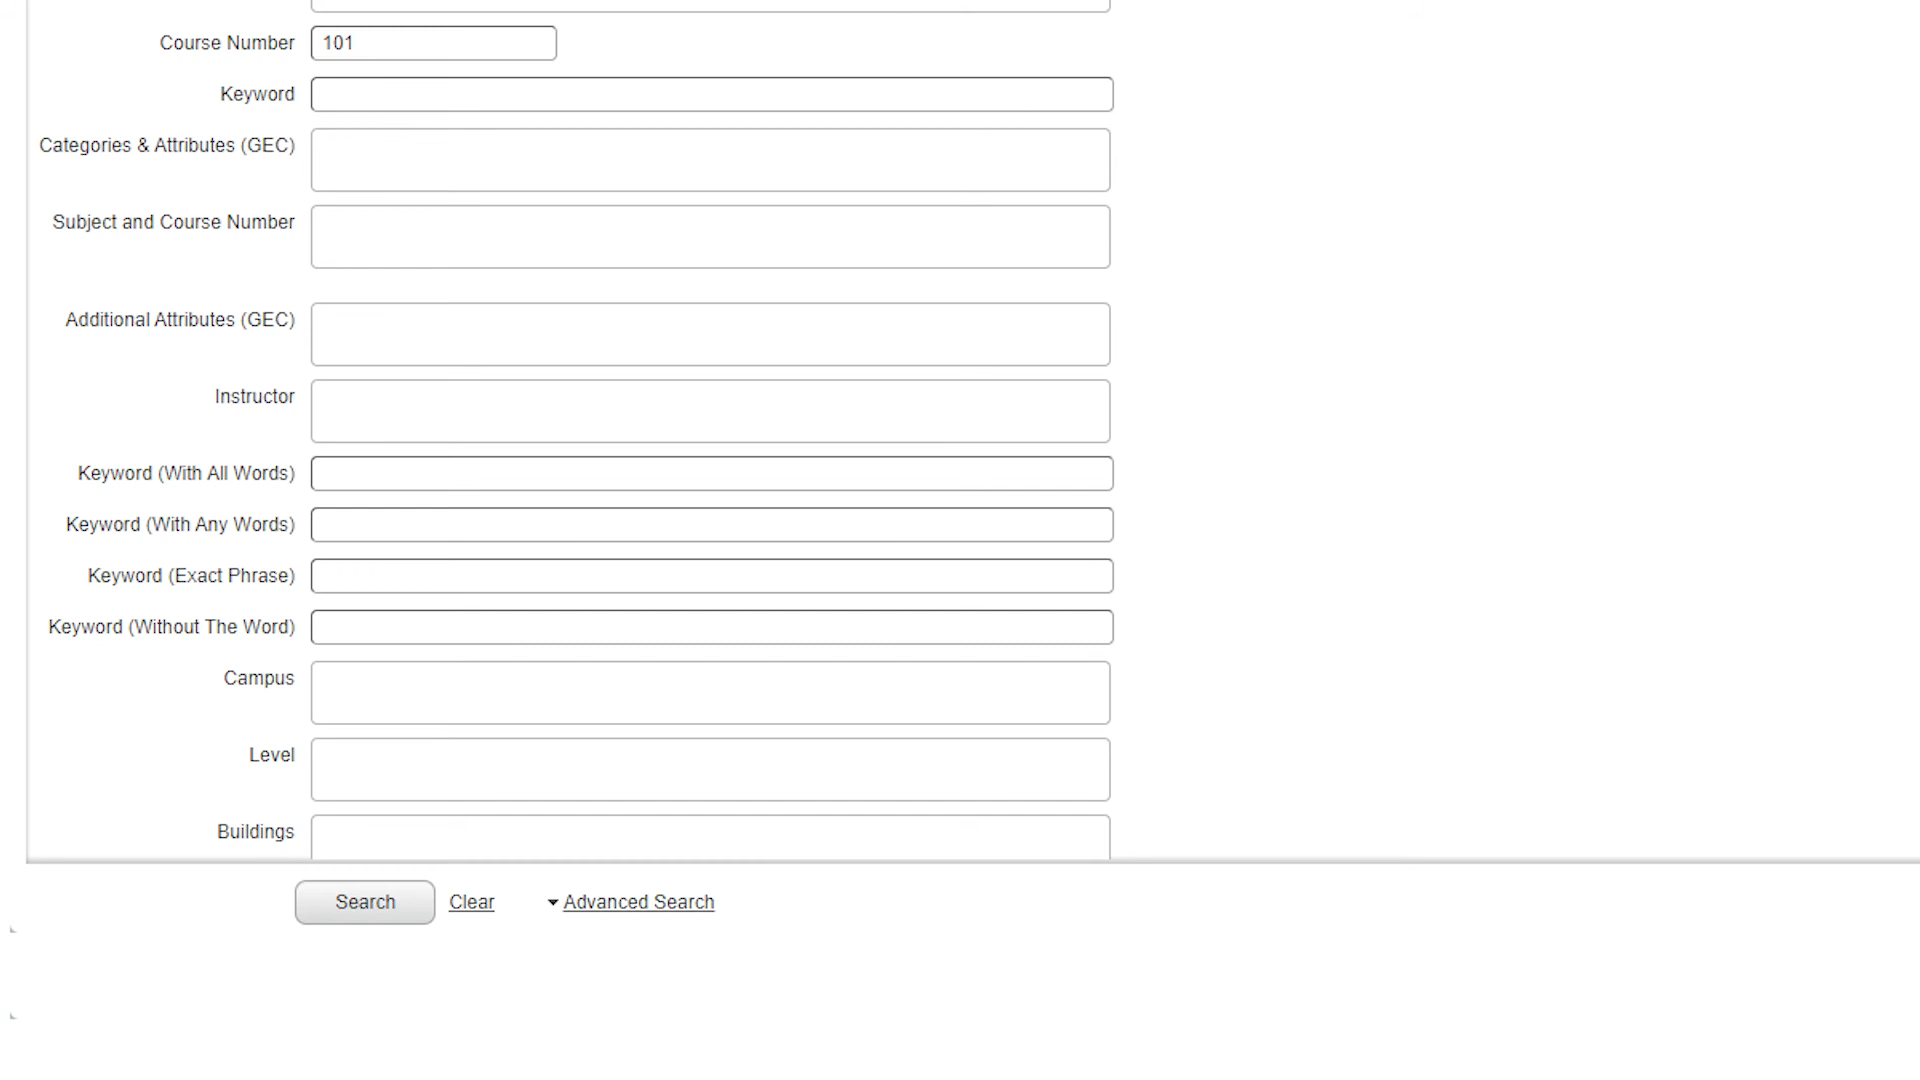 Course Number 101
Keyword
Categories & Attributes (GEC)
Subject and Course Number
Additional Attributes (GEC)
Instructor
Keyword (With All Words)
Keyword (With Any Words)
Keyword (Exact Phrase)
Keyword (Without The Word)
Campus
Level
Buildings
Search Clear Advanced Search